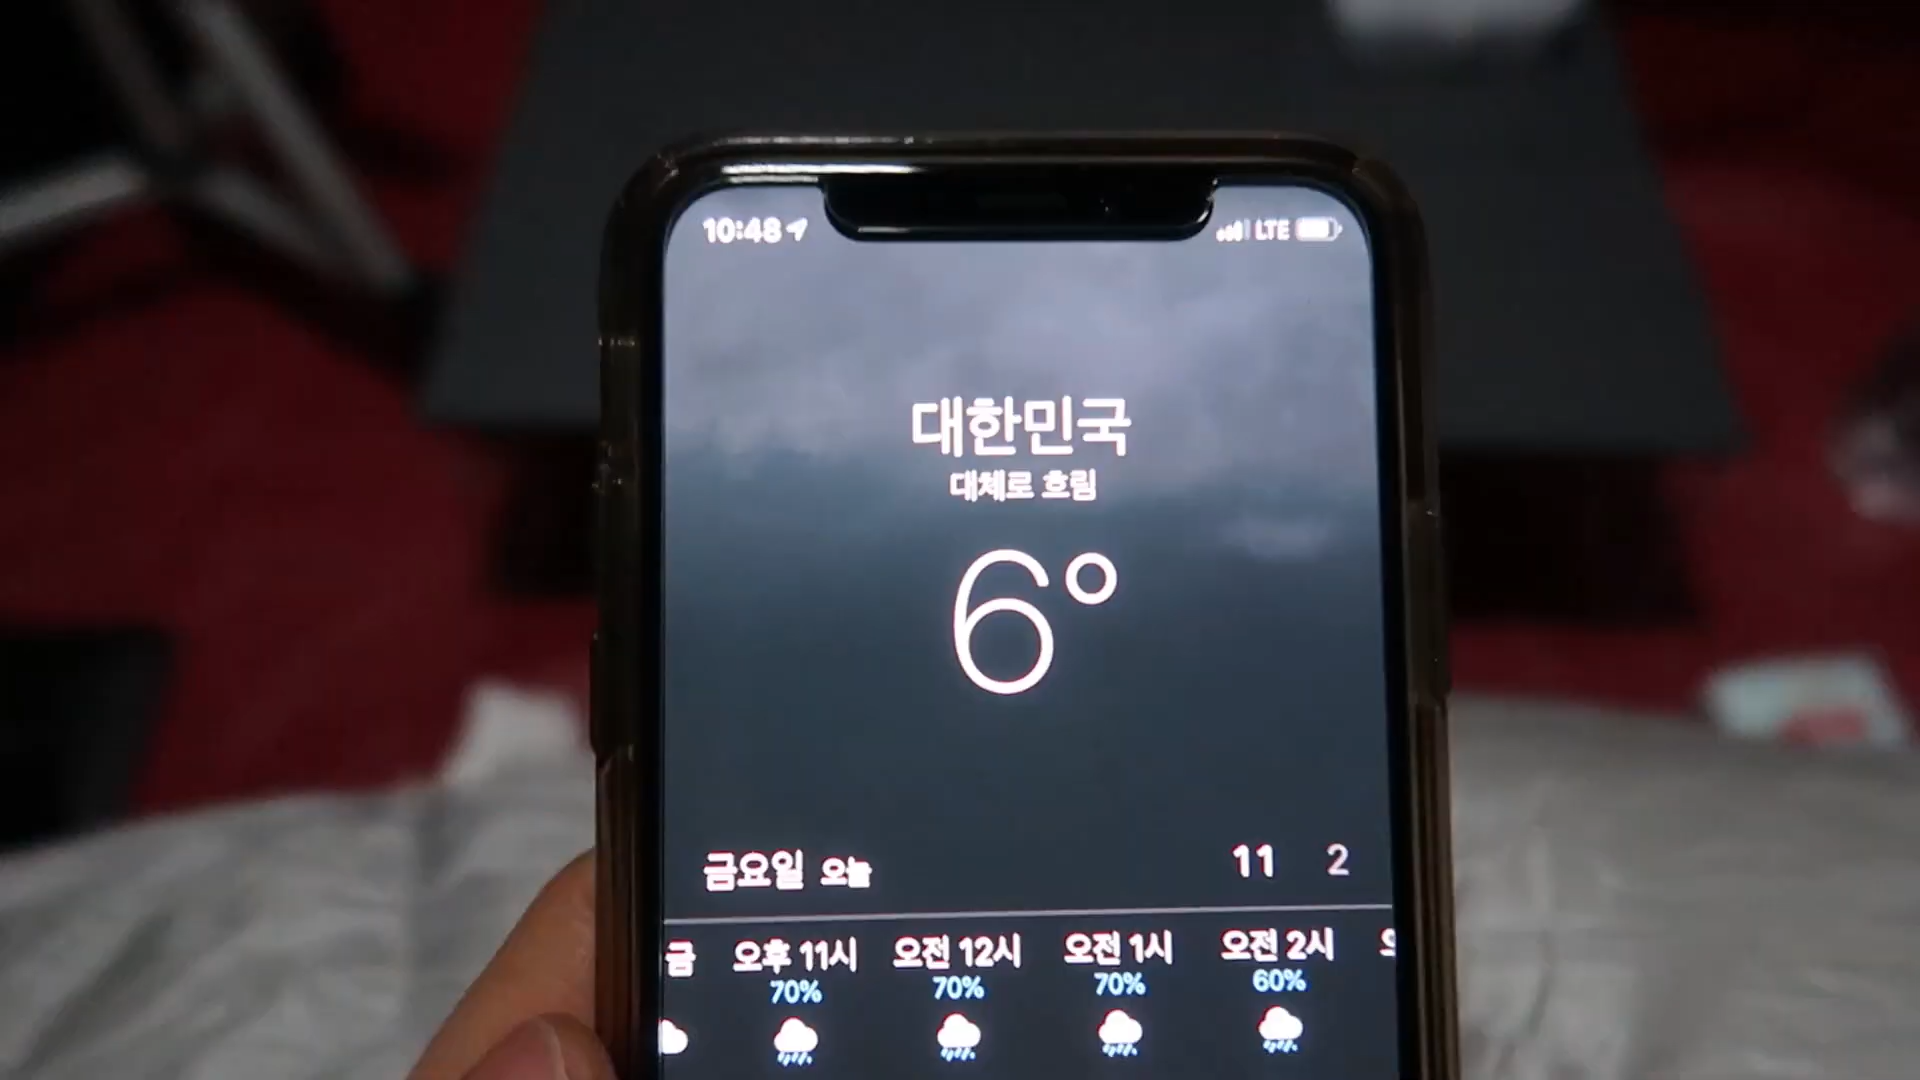 10:48 LTE
대한민국
대체로 흐림
6°
금요일 오늘 11 2
금 오후 11시 오전 12시 오전 1시 오전 2시
70% 70% 70% 60%